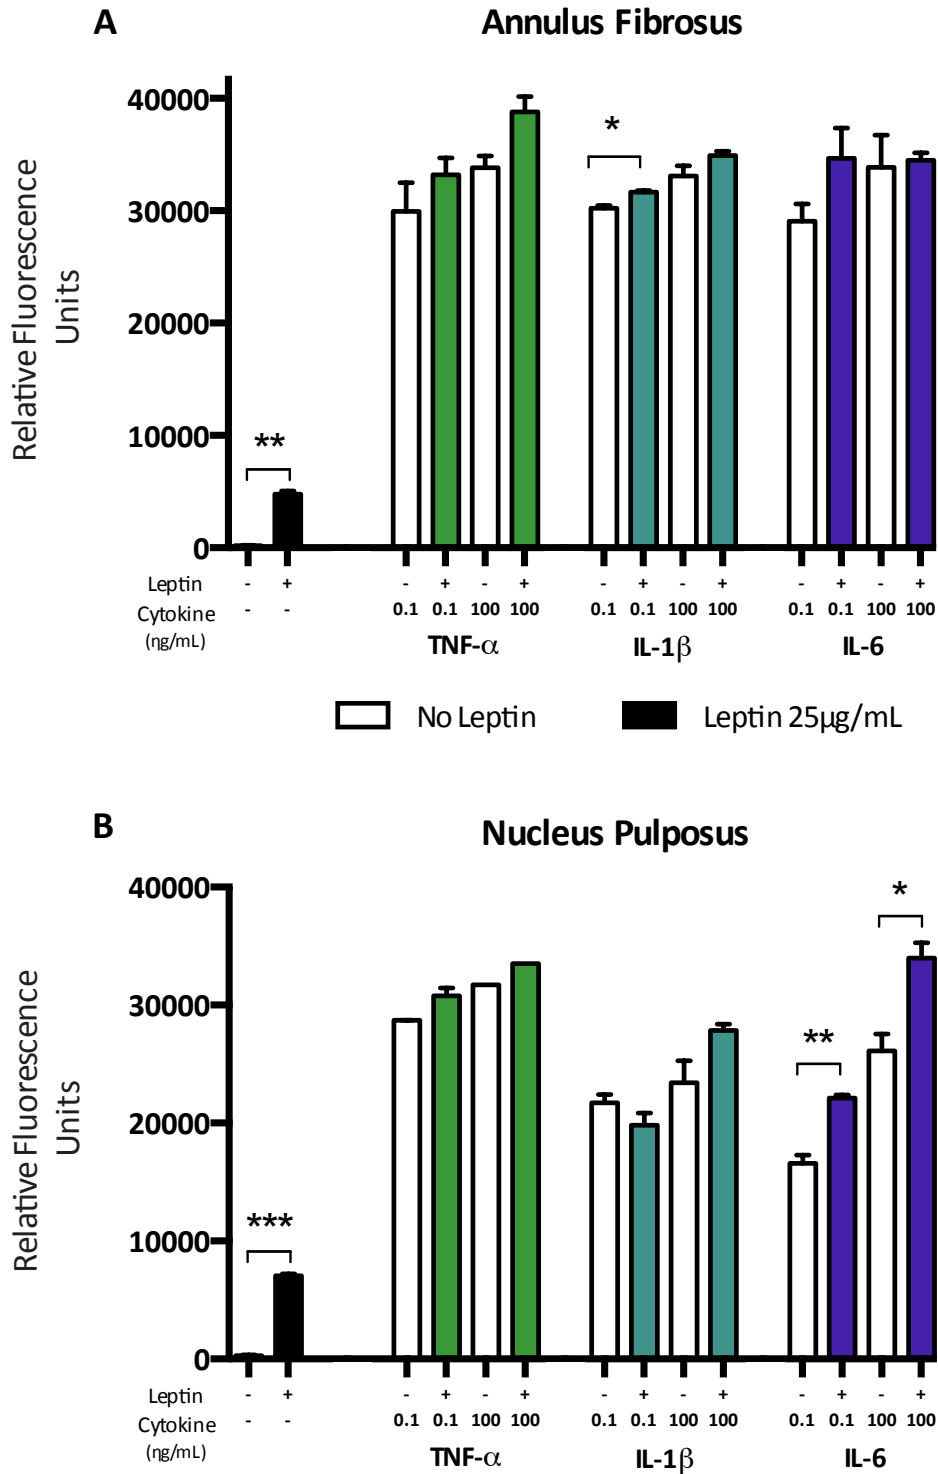 A
Annulus Fibrosus
Relative Fluorescence
Units
40000
30000
20000
10000
0
**
*
Leptin - + - + - + - + - + - + - +
Cytokine - - 0.1 0.1 100 100 0.1 0.1 100 100 0.1 0.1 100 100
(ηg/mL)
TNF-α IL-1β IL-6
No Leptin Leptin 25µg/mL
B
Nucleus Pulposus
Relative Fluorescence
Units
40000
30000
20000
10000
0
***
**
*
Leptin - + - + - + - + - + - + - +
Cytokine - - 0.1 0.1 100 100 0.1 0.1 100 100 0.1 0.1 100 100
(ηg/mL)
TNF-α IL-1β IL-6